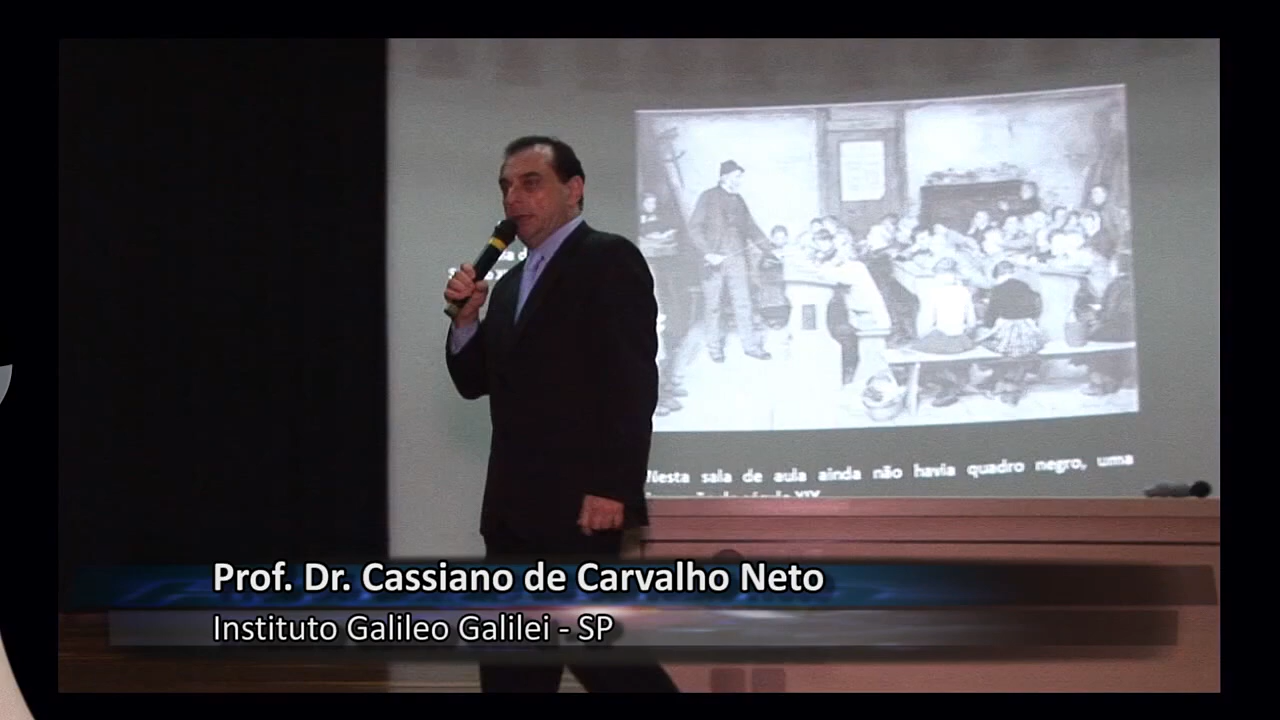 Nesta sala de aula ainda não havia quadro negro, uma
XIX
Prof. Dr. Cassiano de Carvalho Neto
Instituto Galileo Galilei - SP